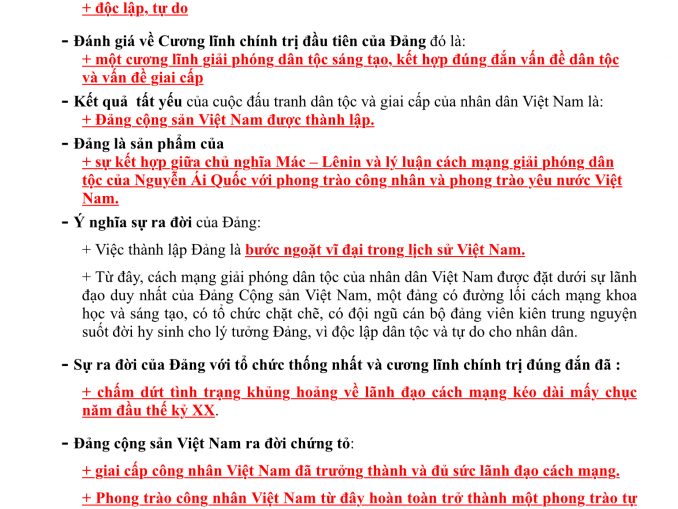 + độc lập, tự do
- Đánh giá về Cương lĩnh chính trị đầu tiên của Đảng đó là:
+ một cương lĩnh giải phóng dân tộc sáng tạo, kết hợp đúng đắn vấn đề dân tộc
và vấn đề giai cấp
- Kết quả tất yếu của cuộc đấu tranh dân tộc và giai cấp của nhân dân Việt Nam là:
+ Đảng cộng sản Việt Nam được thành lập.
- Đảng là sản phẩm của
+ sự kết hợp giữa chủ nghĩa Mác – Lênin và lý luận cách mạng giải phóng dân
tộc của Nguyễn Ái Quốc với phong trào công nhân và phong trào yêu nước Việt
Nam.
- Ý nghĩa sự ra đời của Đảng:
+ Việc thành lập Đảng là bước ngoặt vĩ đại trong lịch sử Việt Nam.
+ Từ đây, cách mạng giải phóng dân tộc của nhân dân Việt Nam được đặt dưới sự lãnh
đạo duy nhất của Đảng Cộng sản Việt Nam, một đảng có đường lối cách mạng khoa
học và sáng tạo, có tổ chức chặt chẽ, có đội ngũ cán bộ đảng viên kiên trung nguyện
suốt đời hy sinh cho lý tưởng Đảng, vì độc lập dân tộc và tự do cho nhân dân.
- Sự ra đời của Đảng với tổ chức thống nhất và cương lĩnh chính trị đúng đắn đã :
+ chấm dứt tình trạng khủng hoảng về lãnh đạo cách mạng kéo dài mấy chục
năm đầu thế kỷ XX.
- Đảng cộng sản Việt Nam ra đời chứng tỏ:
+ giai cấp công nhân Việt Nam đã trưởng thành và đủ sức lãnh đạo cách mạng.
+ Phong trào công nhân Việt Nam từ đây hoàn toàn trở thành một phong trào tự